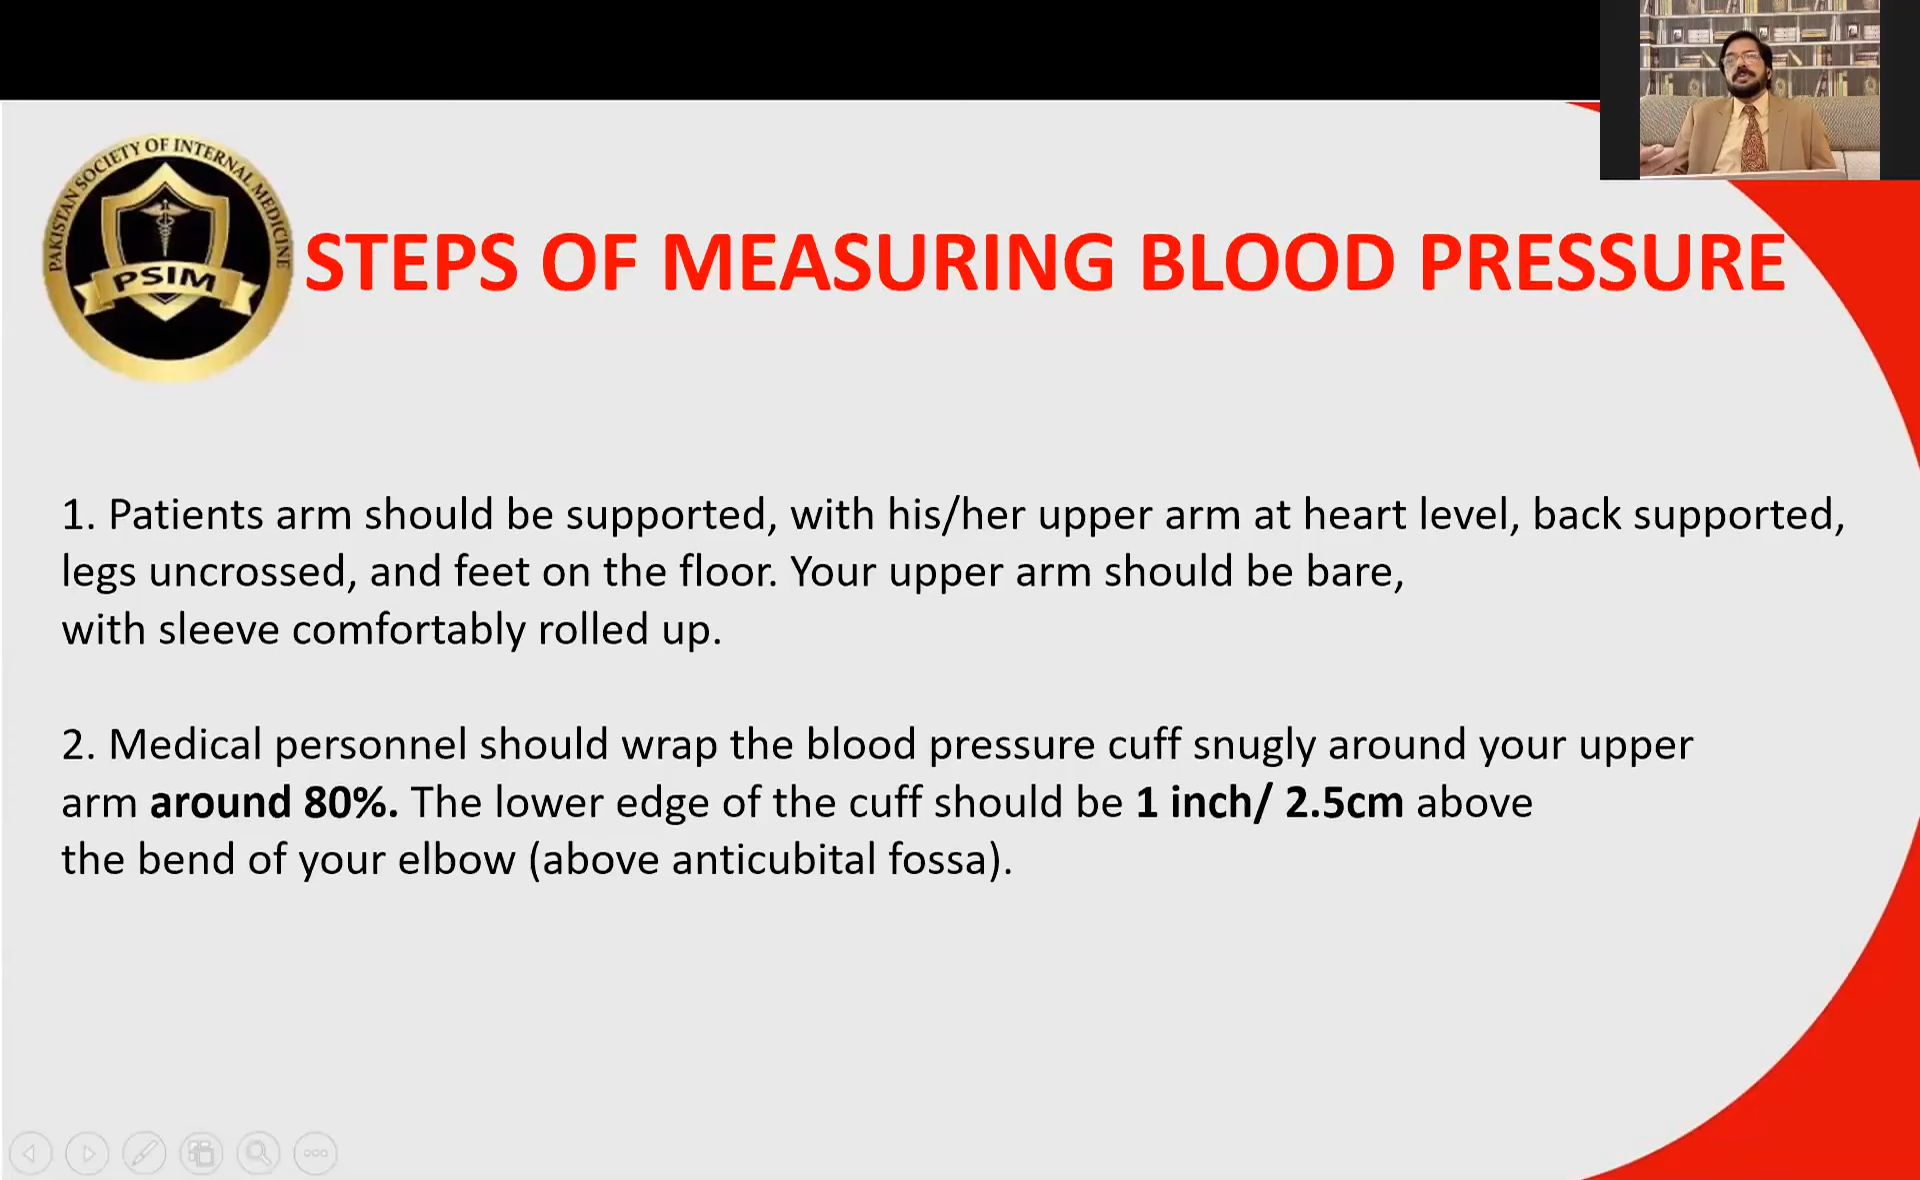 PAKISTAN SOCIETY OF INTERNAL MEDICINE
PSIM
STEPS OF MEASURING BLOOD PRESSURE
1. Patients arm should be supported, with his/her upper arm at heart level, back supported,
legs uncrossed, and feet on the floor. Your upper arm should be bare,
with sleeve comfortably rolled up.
2. Medical personnel should wrap the blood pressure cuff snugly around your upper
arm around 80%. The lower edge of the cuff should be 1 inch/ 2.5cm above
the bend of your elbow (above anticubital fossa).